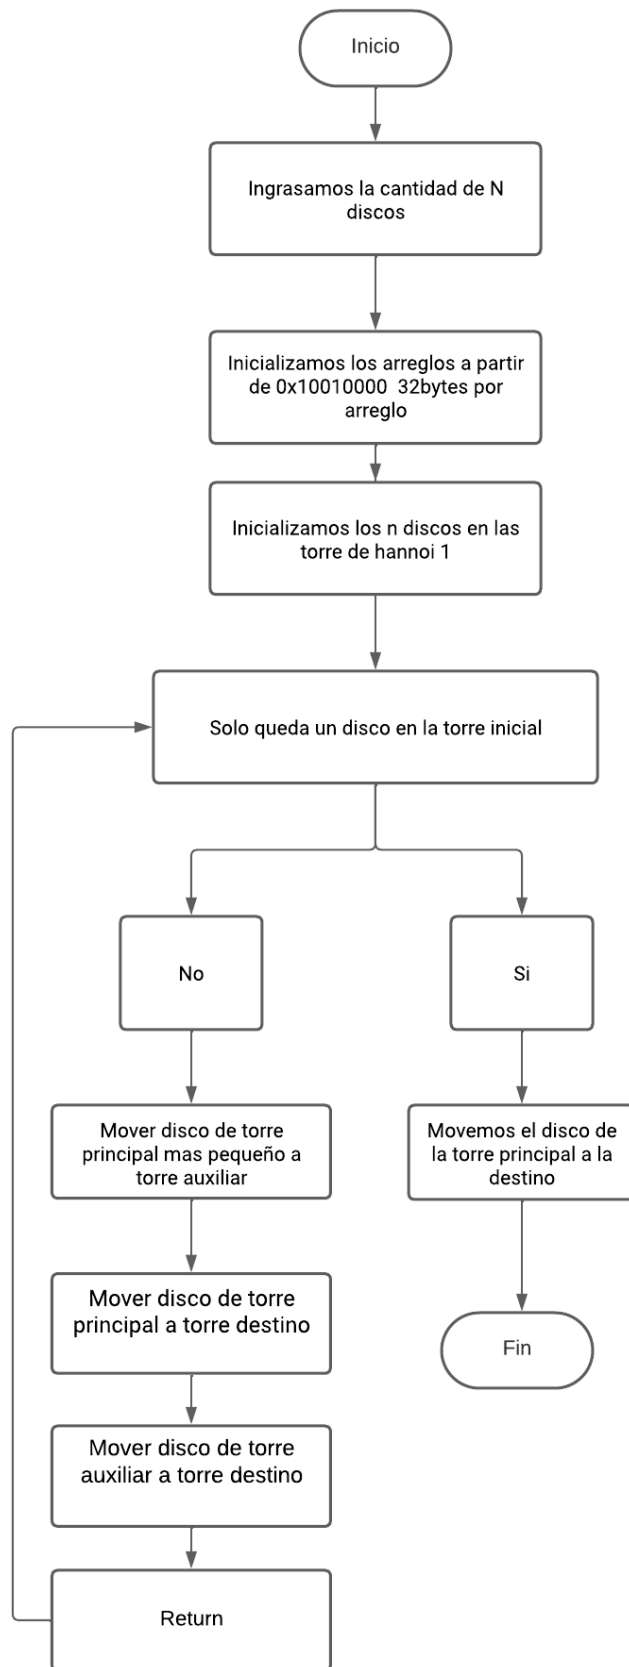 Inicio
Ingrasamos la cantidad de N
discos
Inicializamos los arreglos a partir
de 0x10010000 32bytes por
arreglo
Inicializamos los n discos en las
torre de hannoi 1
Solo queda un disco en la torre inicial
No
Si
Mover disco de torre
principal mas pequeño a
torre auxiliar
Movemos el disco de
la torre principal a la
destino
Mover disco de torre
principal a torre destino
Fin
Mover disco de torre
auxiliar a torre destino
Return